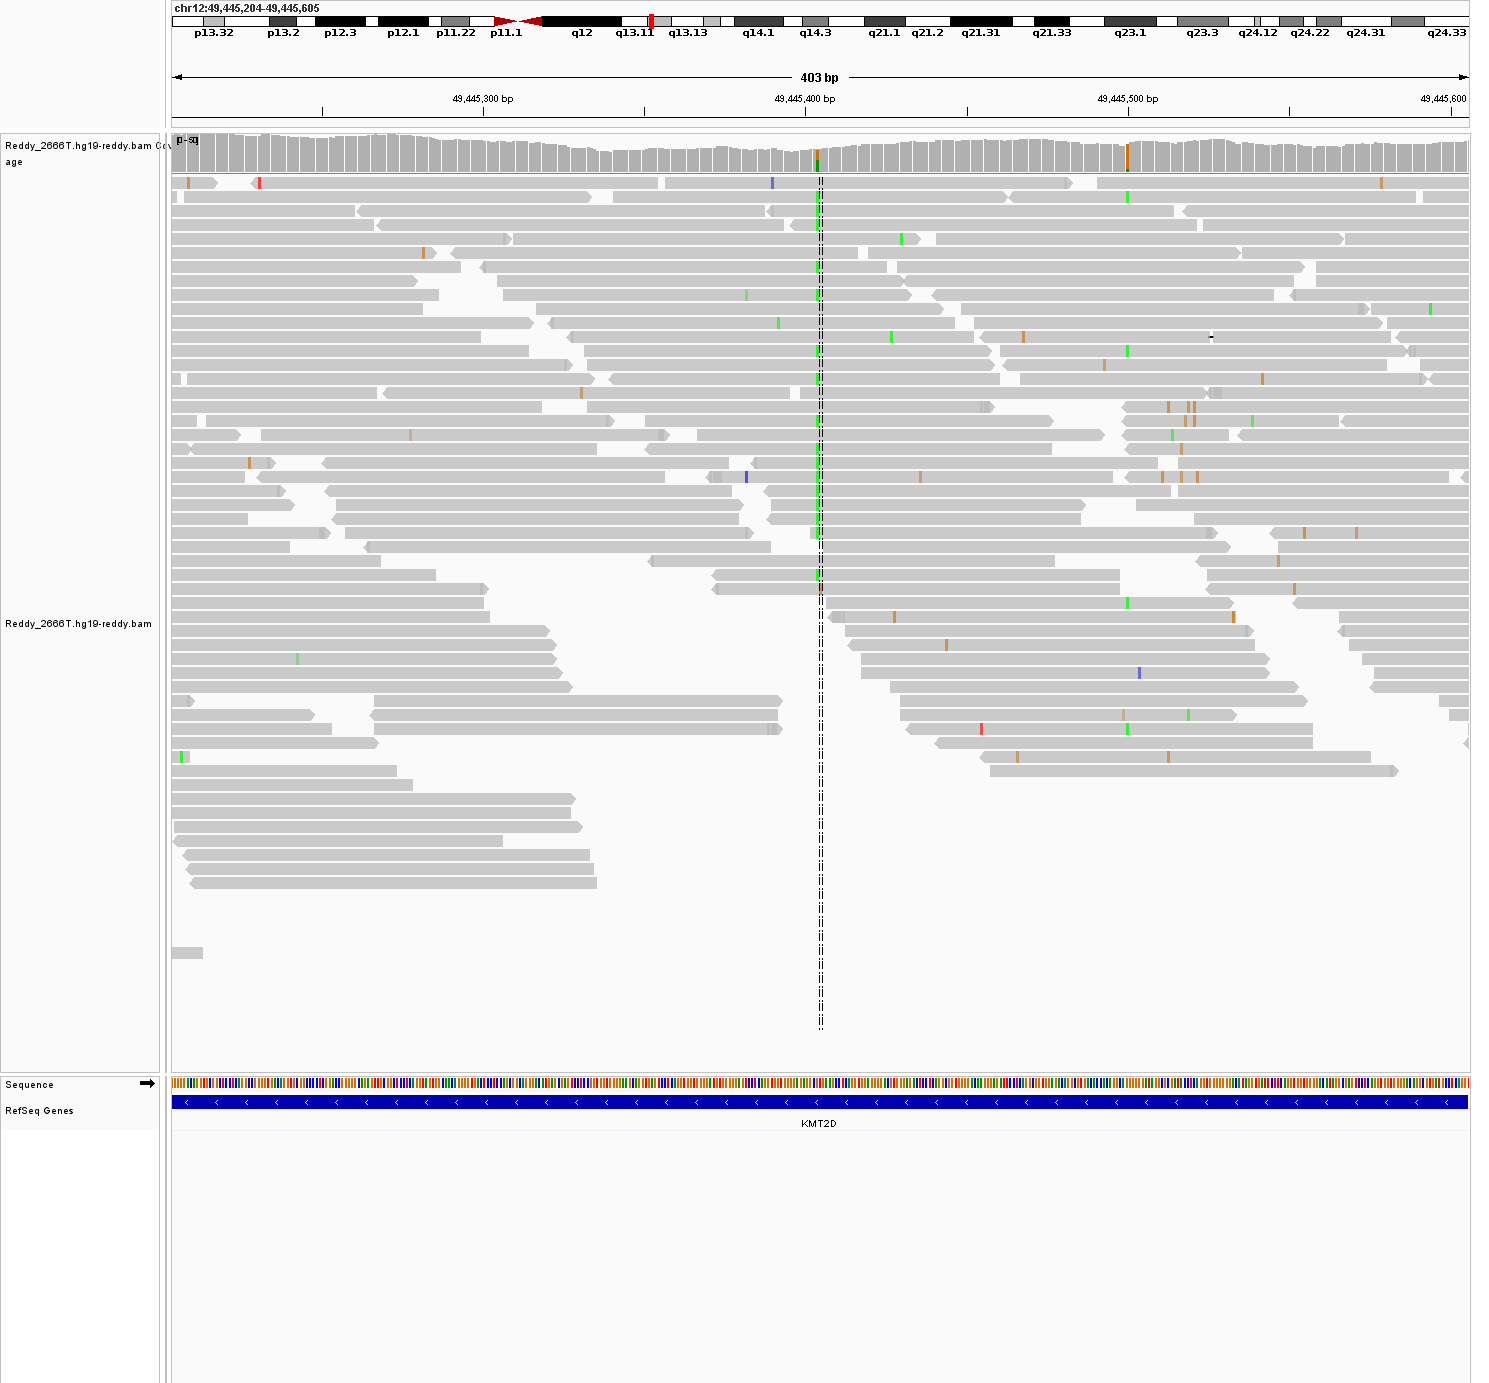 chr12:49,445,204-49,445,605
p13.32 p13.2 p12.3 p12.1 p11.22 p11.1 q12 q13.11 q13.13 q14.1 q14.3 q21.1 q21.2 q21.31 q21.33 q23.1 q23.3 q24.12 q24.22 q24.31 q24.33
403 bp
49,445,300 bp 49,445,400 bp 49,445,500 bp 49,445,600
Reddy_2666T.hg19-reddy.bam Cov
age
Reddy_2666T.hg19-reddy.bam
Sequence
RefSeq Genes
KMT2D